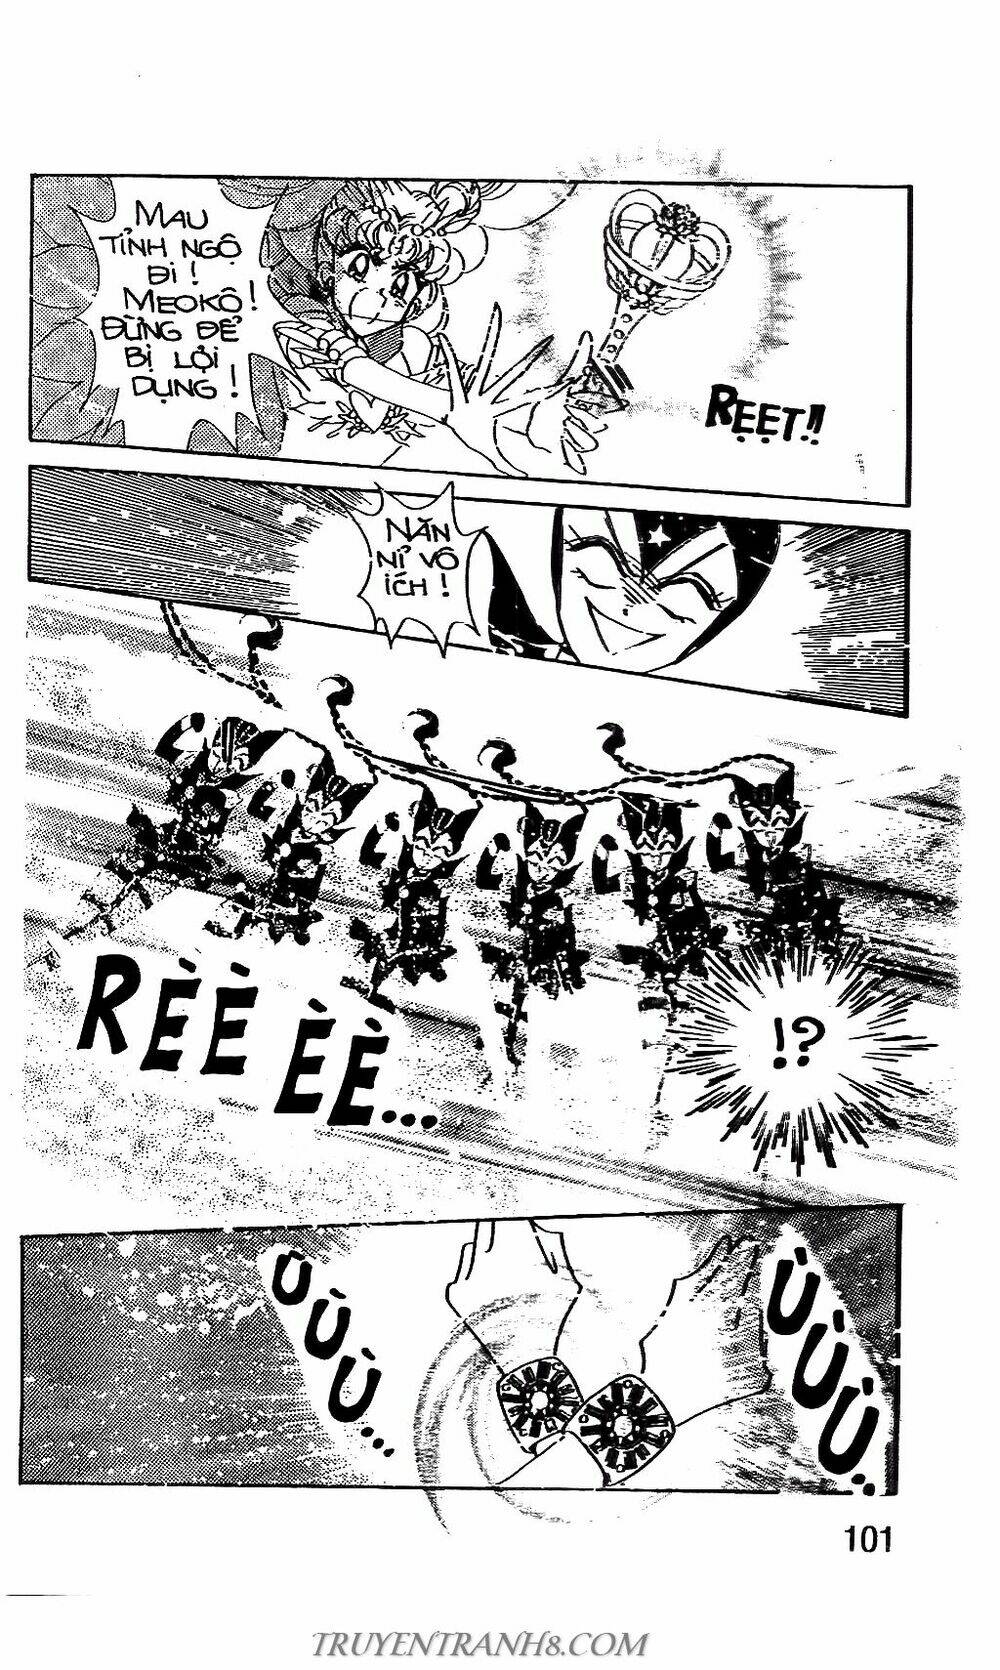 MAU
TỈNH NGỘ
ĐI !
MEOKÔ !
ĐỪNG ĐỂ
BỊ LỢI
DỤNG !
RẸẸT!!
NĂN
NỈ VÔ
ÍCH !
RÈÈ ÈÈ...
!?
ÙÙÙ...
ÙÙÙÙ...
101
TRUYENTRANH8.COM